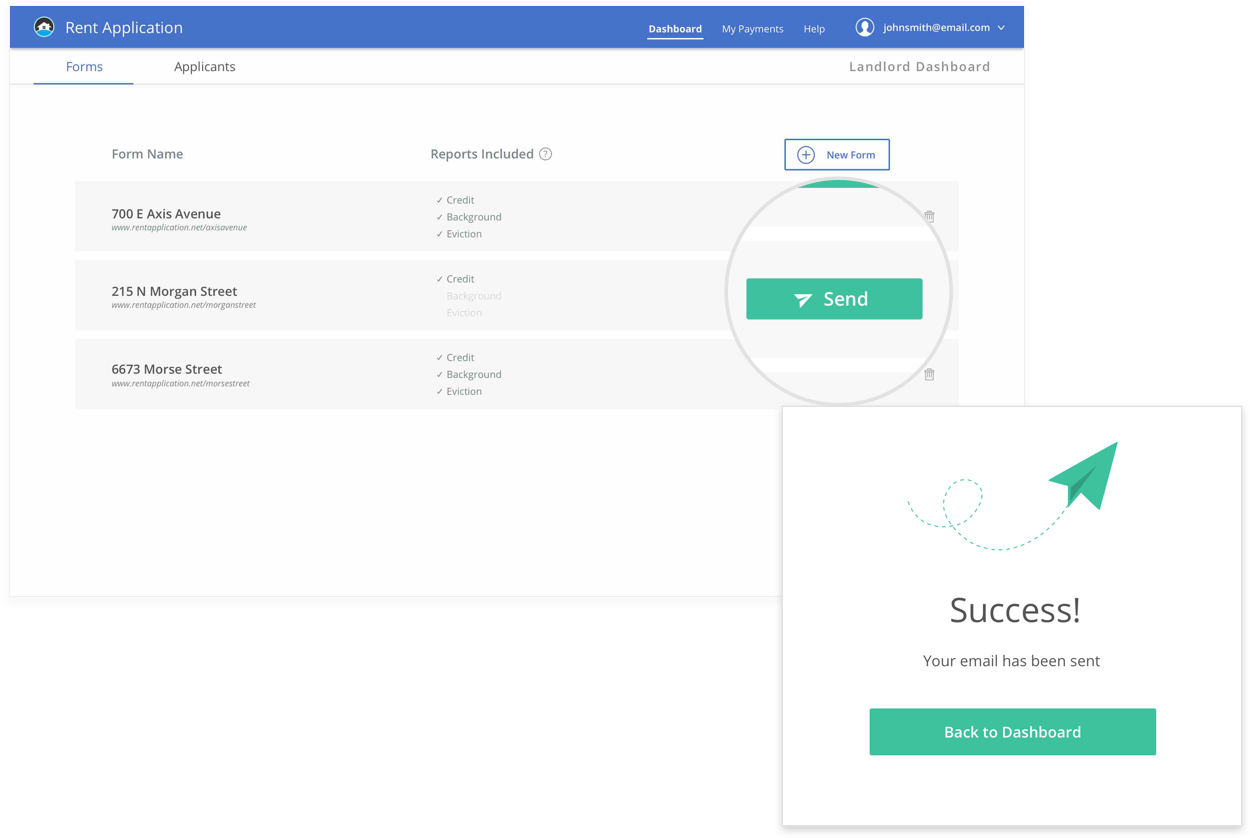 Rent Application
Dashboard
My Payments
Help
johnsmith@email.com
Forms
Applicants
Landlord Dashboard
Form Name
Reports Included ?
New Form
700 E Axis Avenue
www.rentapplication.net/axisavenue
✓ Credit
✓ Background
✓ Eviction
215 N Morgan Street
www.rentapplication.net/morganstreet
✓ Credit
Background
Eviction
Send
6673 Morse Street
www.rentapplication.net/morsestreet
✓ Credit
✓ Background
✓ Eviction
Success!
Your email has been sent
Back to Dashboard